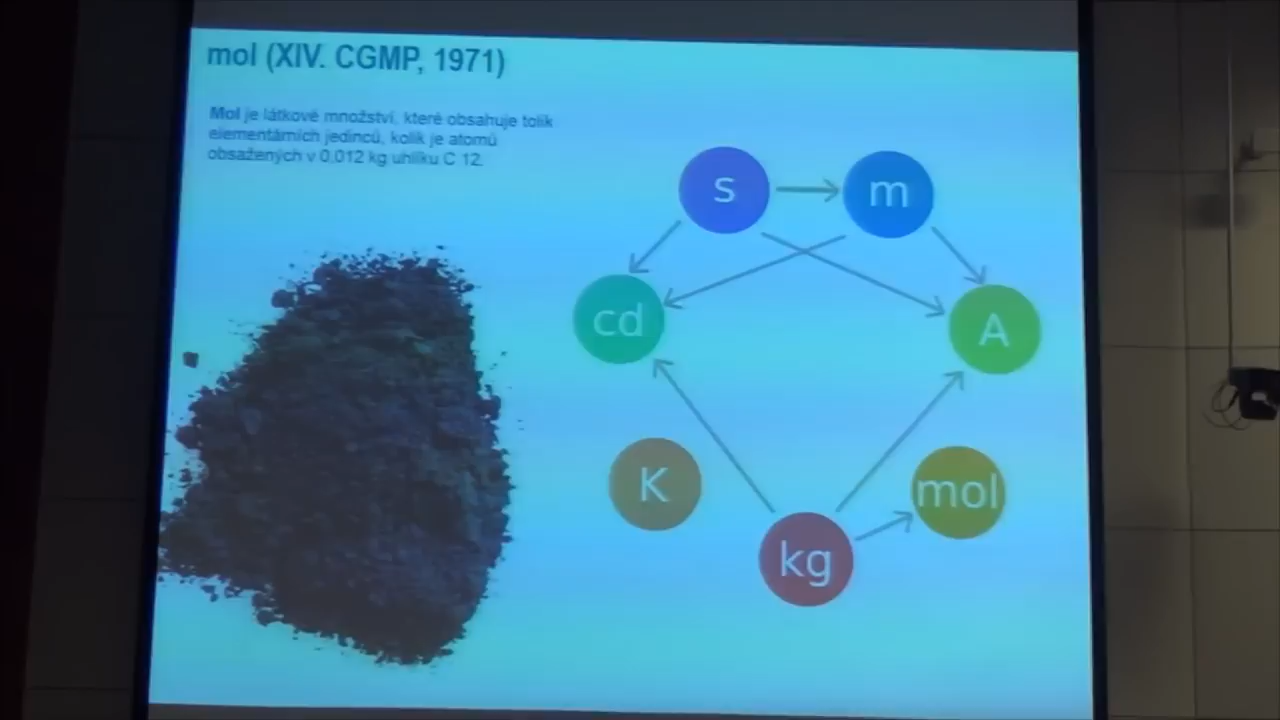 mol (XIV. CGMP, 1971)
Mol je látkové množství, které obsahuje tolik
elementárních jedinců, kolik je atomů
obsažených v 0,012 kg uhlíku C 12.
s
m
cd
A
K
mol
kg